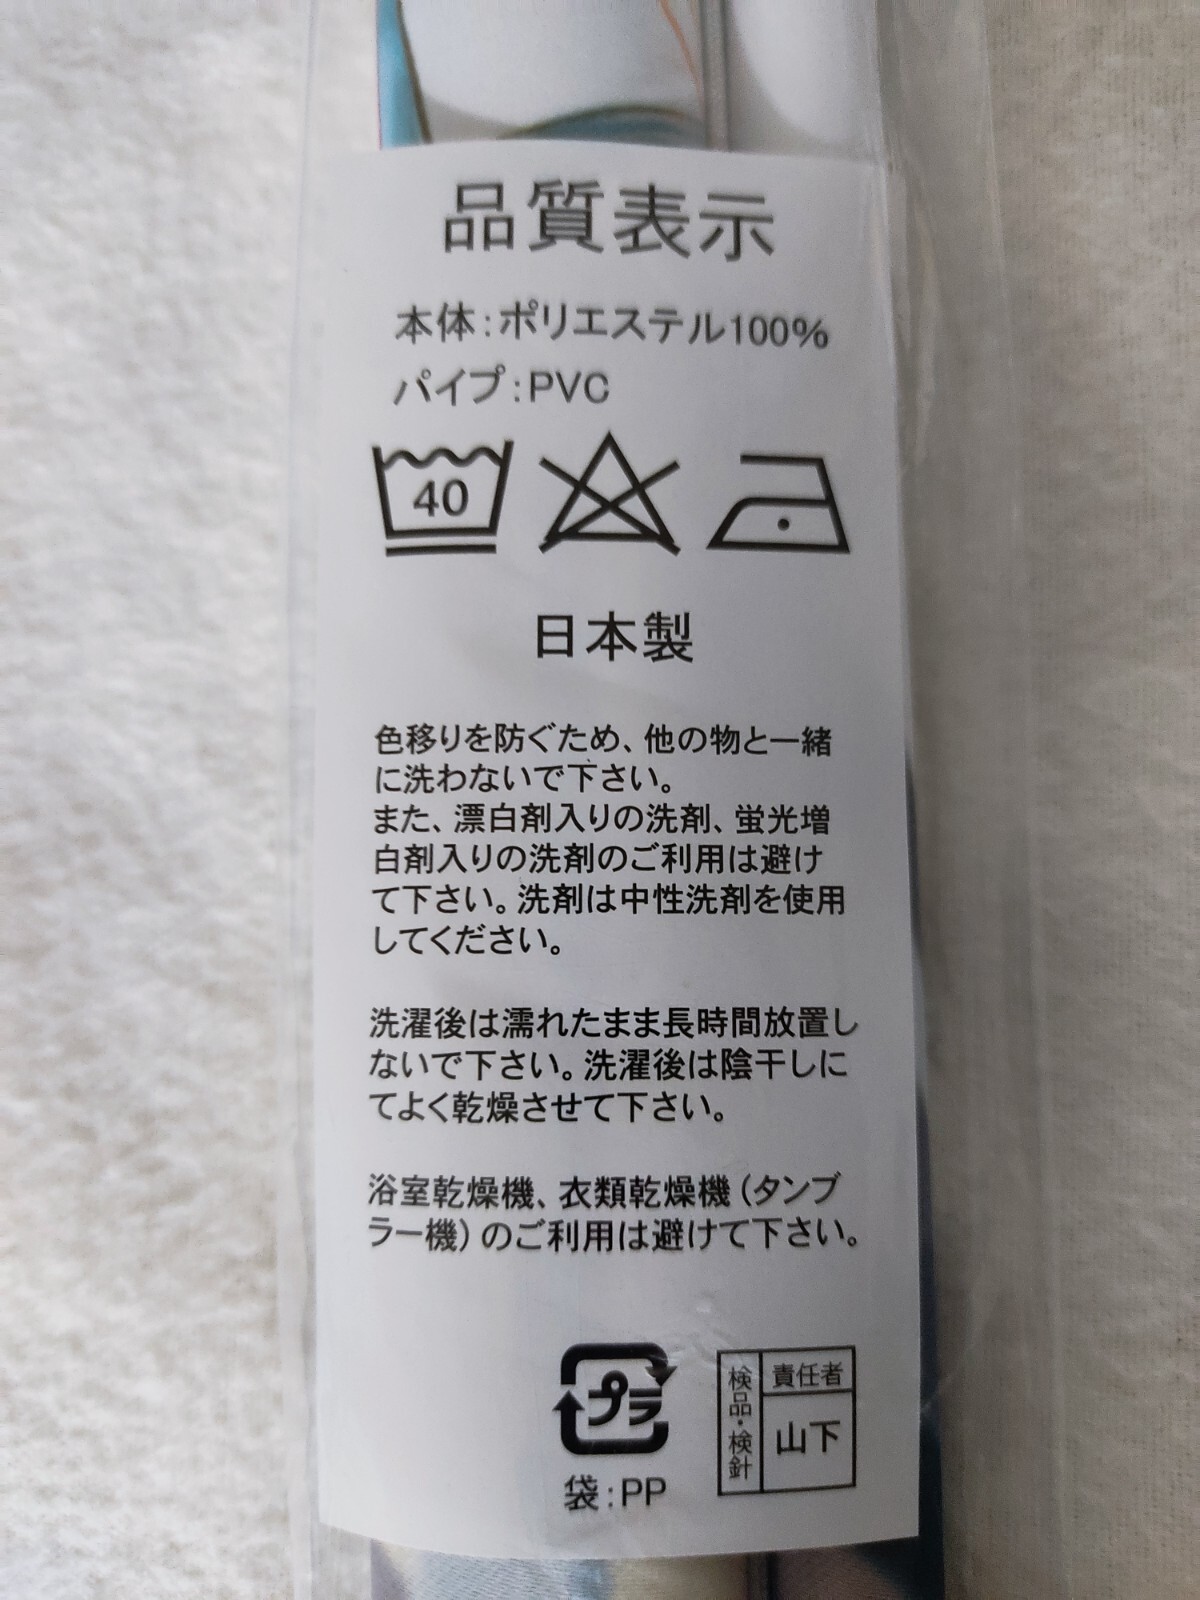 品質表示
本体:ポリエステル100%
パイプ:PVC
40
日本製
色移りを防ぐため、他の物と一緒
に洗わないで下さい。
また、漂白剤入りの洗剤、蛍光増
白剤入りの洗剤のご利用は避け
て下さい。洗剤は中性洗剤を使用
してください。
洗濯後は濡れたまま長時間放置し
ないで下さい。洗濯後は陰干しに
てよく乾燥させて下さい。
浴室乾燥機、衣類乾燥機(タンブ
ラー機)のご利用は避けて下さい。
プラ
袋:PP
検品・検針
責任者
山下